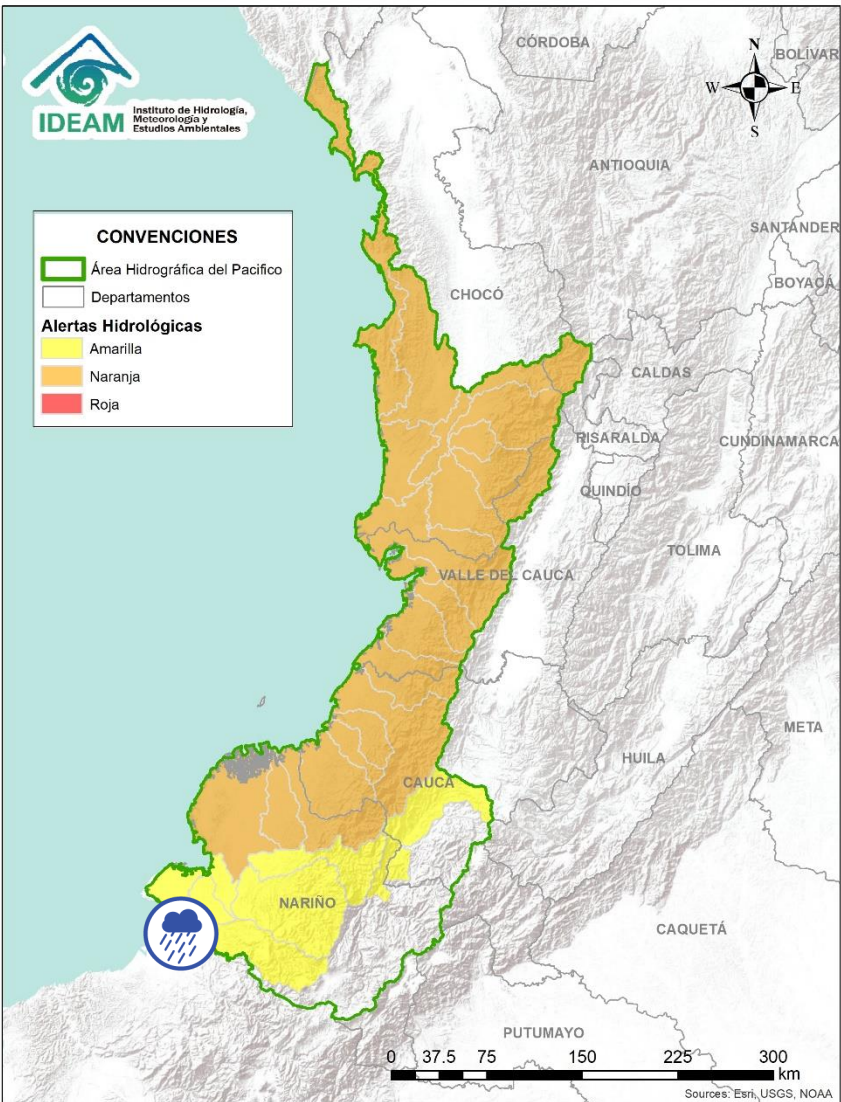 IDEAM
Instituto de Hidrología,
Meteorología y
Estudios Ambientales
N
W
E
S
CÓRDOBA
BOLÍVAR
ANTIOQUIA
SANTANDER
BOYACÁ
CHOCÓ
CALDAS
RISARALDA
CUNDINAMARCA
QUINDÍO
TOLIMA
VALLE DEL CAUCA
META
HUILA
CAUCA
NARIÑO
CAQUETÁ
PUTUMAYO
CONVENCIONES
Área Hidrográfica del Pacifico
Departamentos
Alertas Hidrológicas
Amarilla
Naranja
Roja
0 37.5 75 150 225 300
km
Sources: Esri, USGS, NOAA